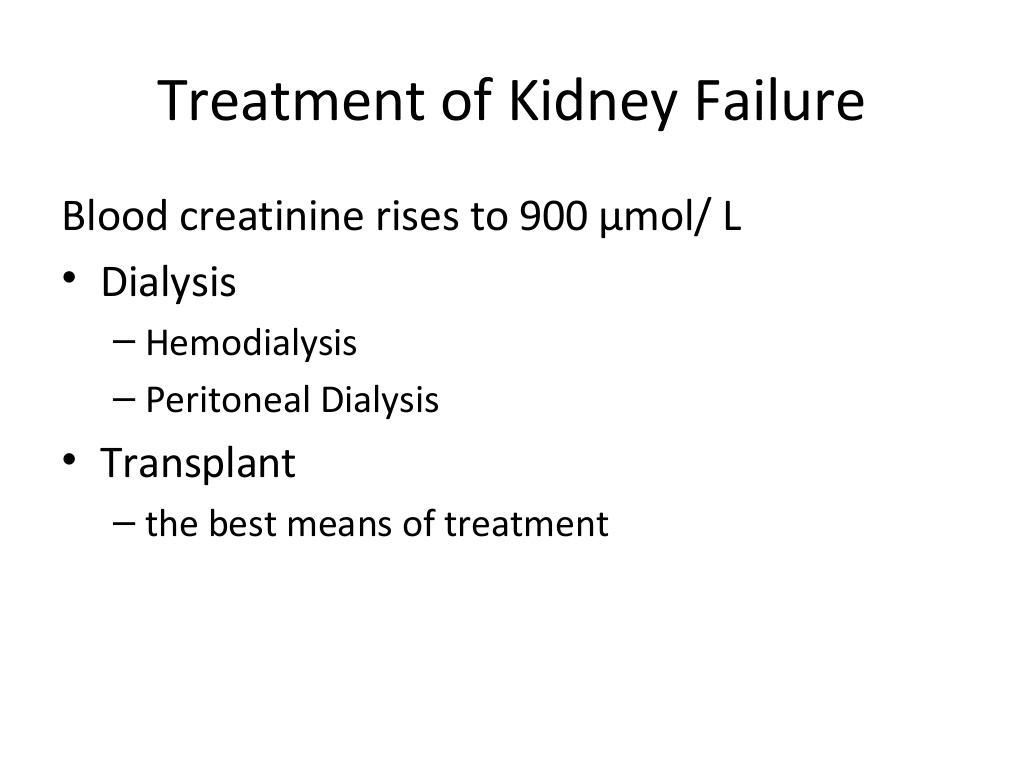 Treatment of Kidney Failure
Blood creatinine rises to 900 µmol/ L
• Dialysis
– Hemodialysis
– Peritoneal Dialysis
• Transplant
– the best means of treatment